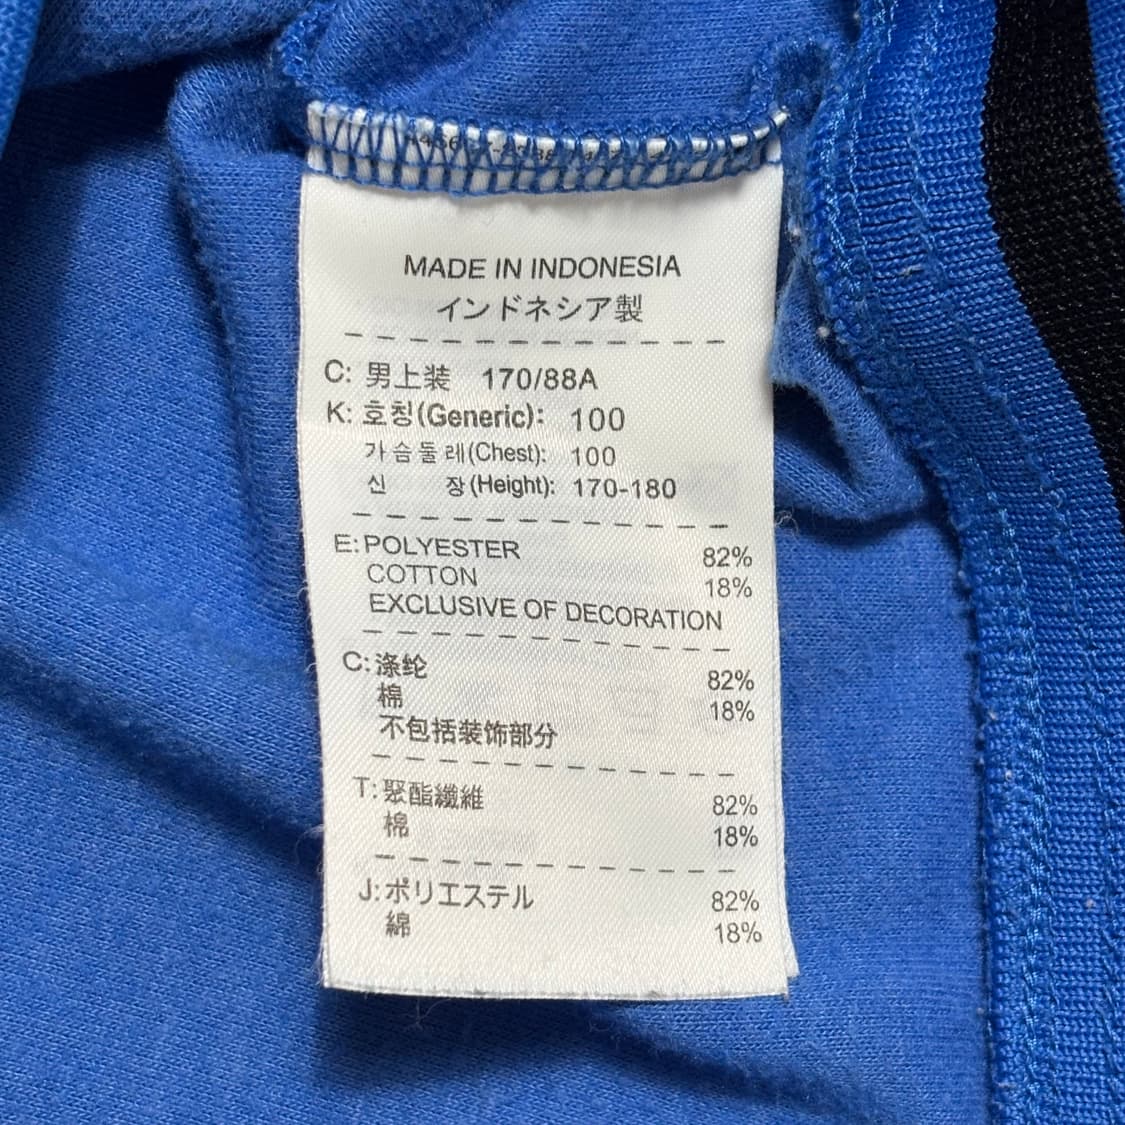 MADE IN INDONESIA
インドネシア製
C: 男上装 170/88A
K: 호칭(Generic): 100
가슴둘레(Chest): 100
신 장(Height): 170-180
E: POLYESTER 82%
COTTON 18%
EXCLUSIVE OF DECORATION
C: 涤纶 82%
棉 18%
不包括装饰部分
T: 聚酯纖維 82%
棉 18%
J: ポリエステル 82%
綿 18%